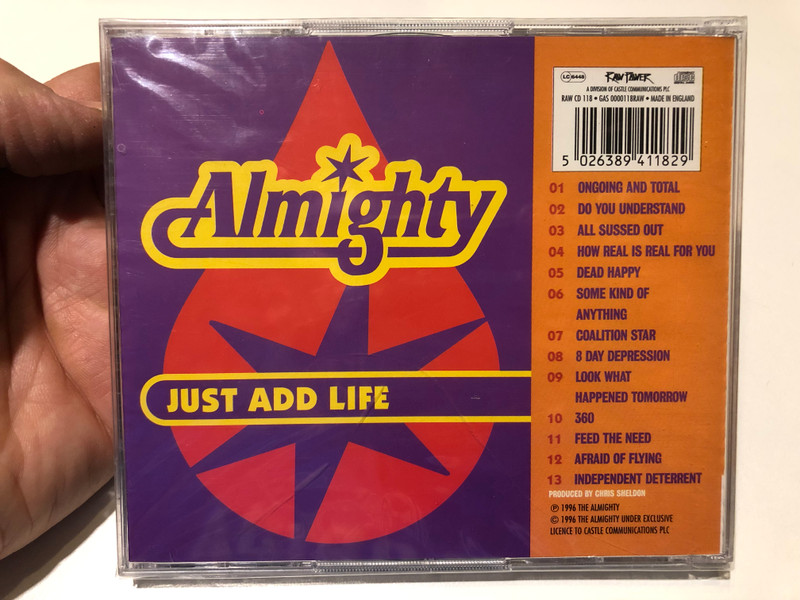 Almighty
JUST ADD LIFE
LC 6448
RAW POWER
COMPACT disc DIGITAL AUDIO
A DIVISION OF CASTLE COMMUNICATIONS PLC
RAW CD 118 • GAS 0000118RAW • MADE IN ENGLAND
5 026389 411829
01 ONGOING AND TOTAL
02 DO YOU UNDERSTAND
03 ALL SUSSED OUT
04 HOW REAL IS REAL FOR YOU
05 DEAD HAPPY
06 SOME KIND OF
ANYTHING
07 COALITION STAR
08 8 DAY DEPRESSION
09 LOOK WHAT
HAPPENED TOMORROW
10 360
11 FEED THE NEED
12 AFRAID OF FLYING
13 INDEPENDENT DETERRENT
PRODUCED BY CHRIS SHELDON
℗ 1996 THE ALMIGHTY
© 1996 THE ALMIGHTY UNDER EXCLUSIVE
LICENCE TO CASTLE COMMUNICATIONS PLC